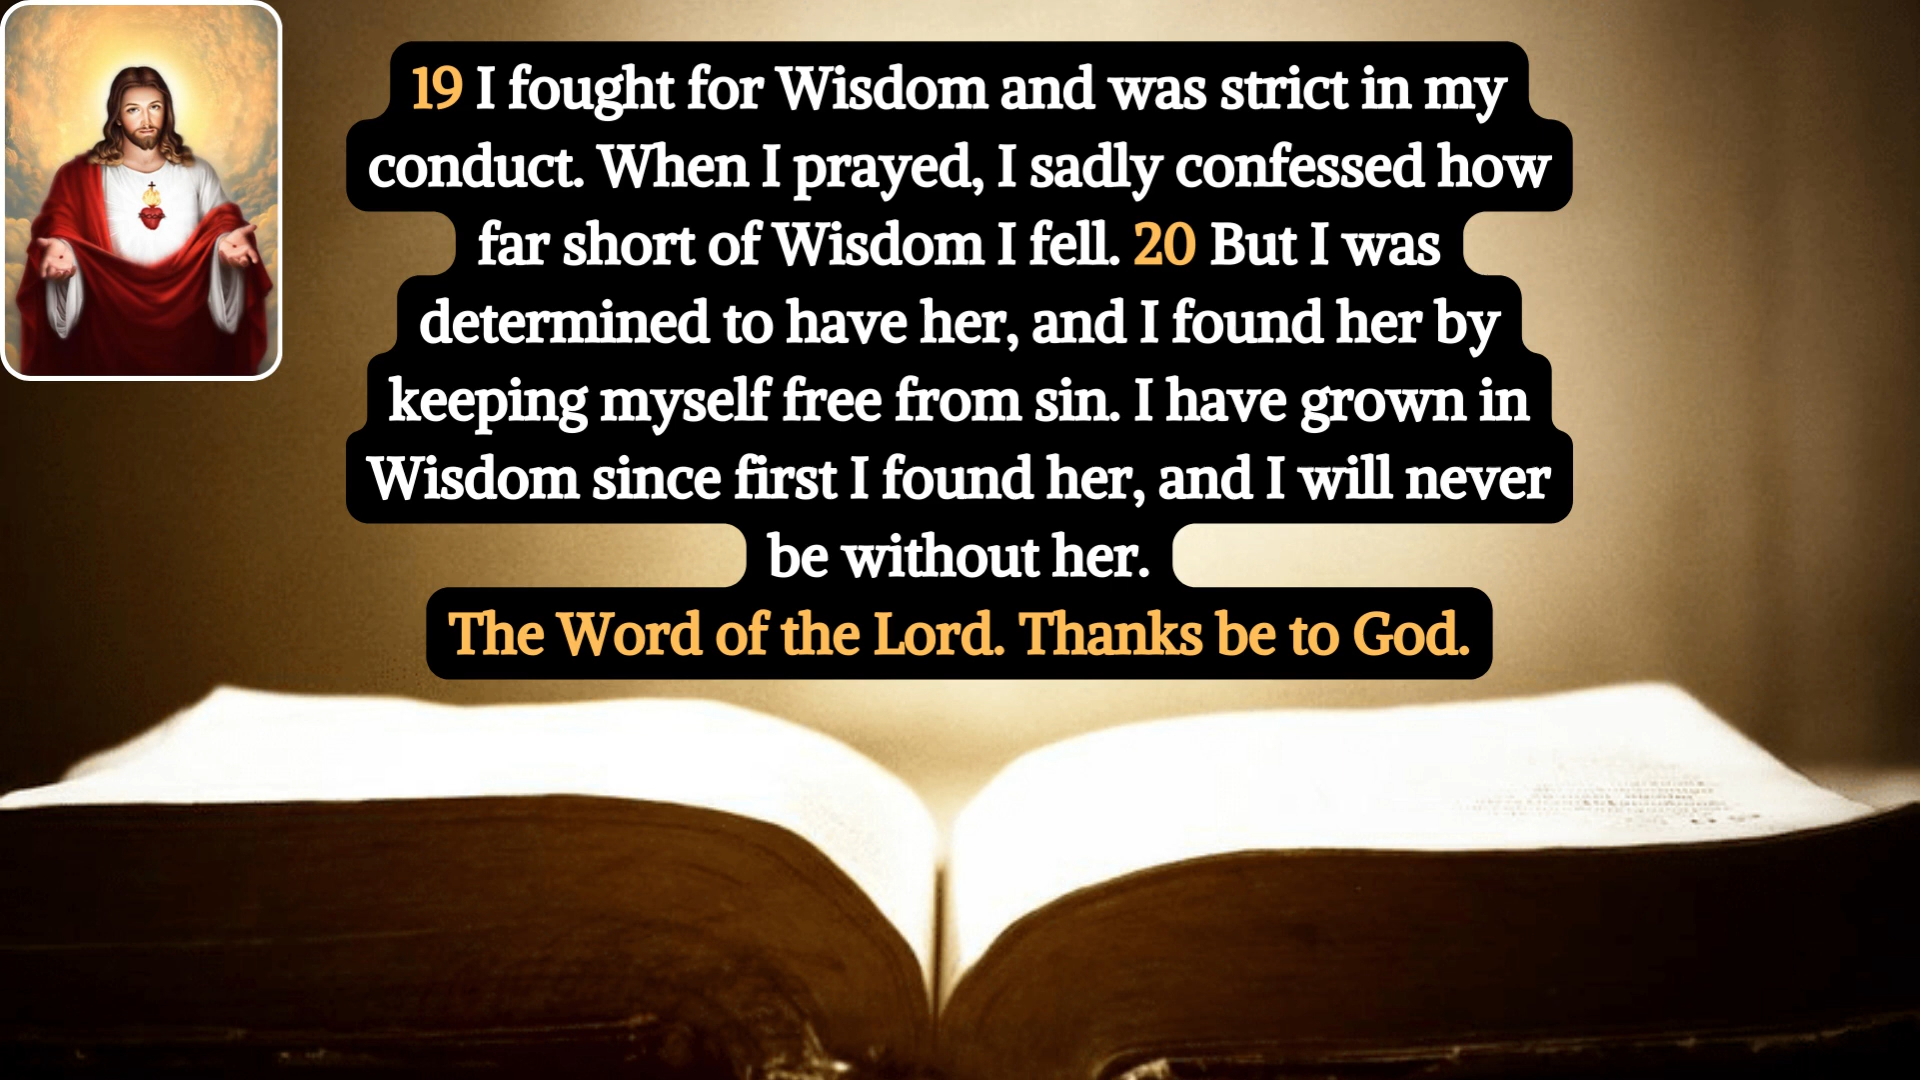 19 I fought for Wisdom and was strict in my
conduct. When I prayed, I sadly confessed how
far short of Wisdom I fell. 20 But I was
determined to have her, and I found her by
keeping myself free from sin. I have grown in
Wisdom since first I found her, and I will never
be without her.
The Word of the Lord. Thanks be to God.